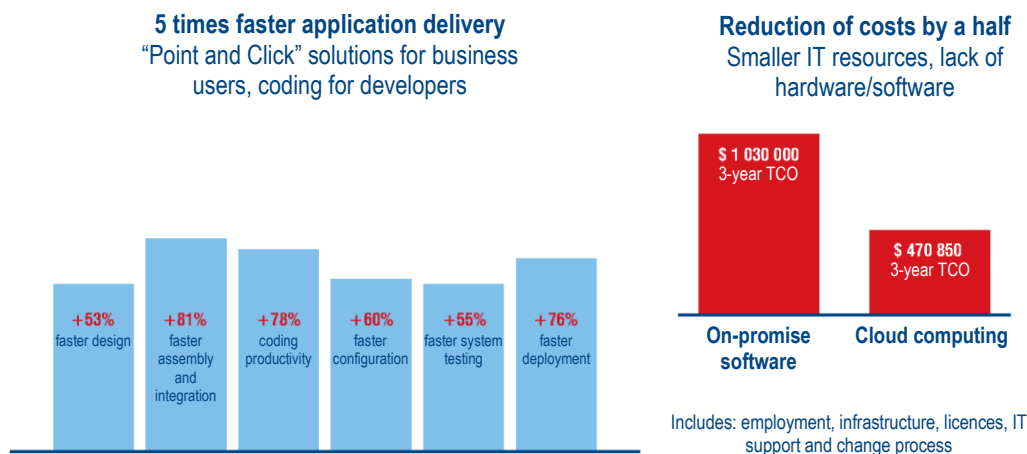 5 times faster application delivery
“Point and Click” solutions for business
users, coding for developers
+53%
faster design
+81%
faster
assembly
and
integration
+78%
coding
productivity
+60%
faster
configuration
+55%
faster system
testing
+76%
faster
deployment
Reduction of costs by a half
Smaller IT resources, lack of
hardware/software
$ 1 030 000
3-year TCO
$ 470 850
3-year TCO
On-promise
software
Cloud computing
Includes: employment, infrastructure, licences, IT
support and change process